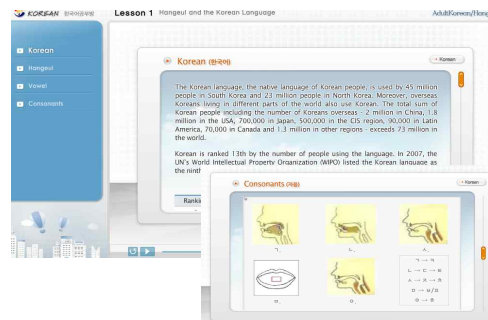 KOREAN 한국어공부방
Lesson 1 Hangeul and the Korean Language
AdultKoreon/Hang
Korean
Hangeul
Vowel
Consonants
Korean (한국어)
Korean
The Korean language, the native language of Korean people, is used by 45 million
people in South Korea and 23 million people in North Korea. Moreover, overseas
Koreans living in different parts of the world also use Korean. The total sum of
Korean people including the number of Koreans overseas - 2 million in China, 1.8
million in the USA, 700,000 in Japan, 500,000 in the CIS region, 90,000 in Latin
America, 70,000 in Canada and 1.3 million in other regions - exceeds 73 million in
the world.
Korean is ranked 13th by the number of people using the language. In 2007, the
UN's World Intellectual Property Organization (WIPO) listed the Korean language as
the ninth
Rankin
Consonants (자음)
Korean
ㄱ
ㄴ
ㅅ
ㄱ → ㅋ
ㄴ → ㄷ → ㅌ
ㅅ → ㅈ → ㅊ
ㅁ → ㅂ/ㅍ
ㅇ → ㅎ
ㅁ
ㅇ